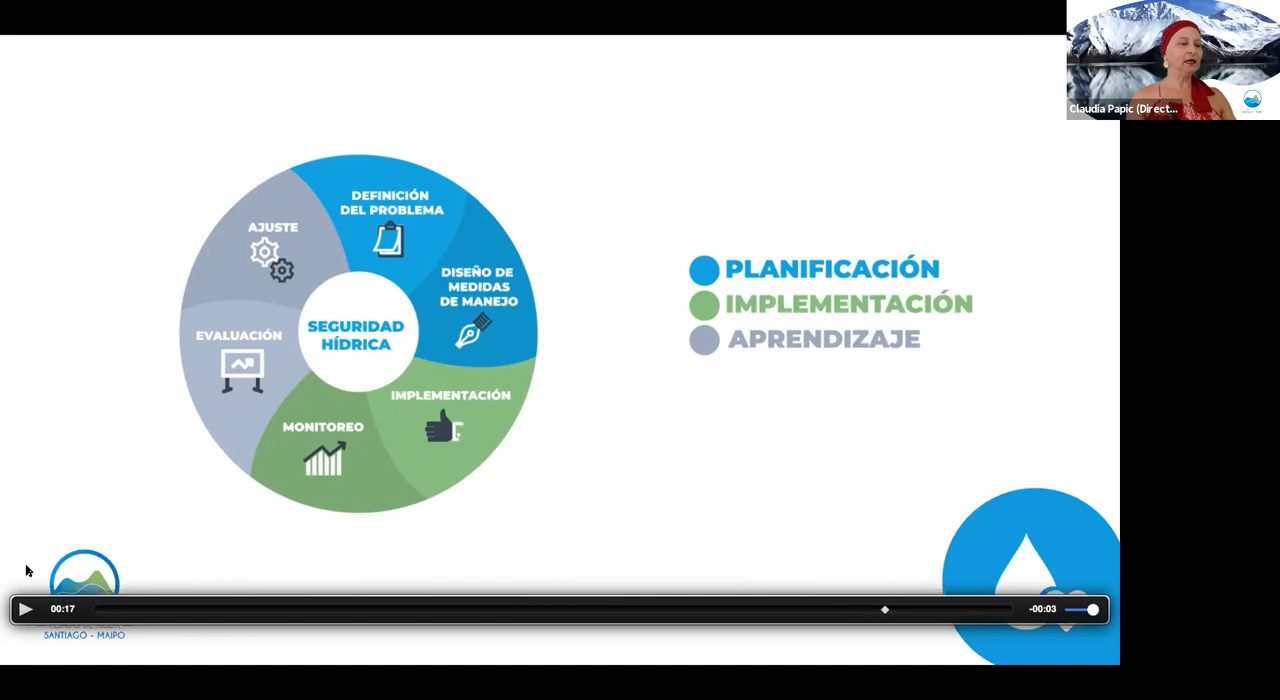 Claudia Papic (Direct...
DEFINICIÓN
DEL PROBLEMA
AJUSTE
DISEÑO DE
MEDIDAS
DE MANEJO
PLANIFICACIÓN
IMPLEMENTACIÓN
APRENDIZAJE
SEGURIDAD
HÍDRICA
EVALUACIÓN
IMPLEMENTACIÓN
MONITOREO
00:17
-00:03
SANTIAGO - MAIPO